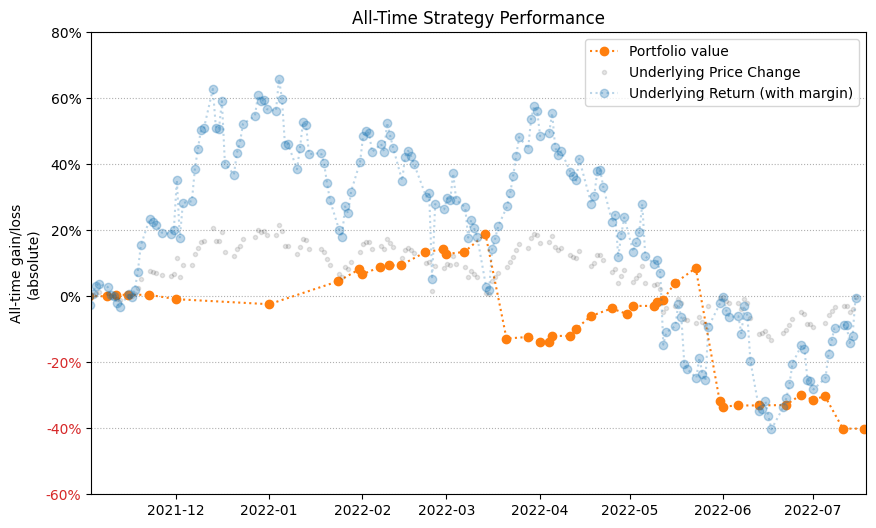 All-Time Strategy Performance
Portfolio value
Underlying Price Change
Underlying Return (with margin)
All-time gain/loss
(absolute)
80%
60%
40%
20%
0%
-20%
-40%
-60%
2021-12
2022-01
2022-02
2022-03
2022-04
2022-05
2022-06
2022-07